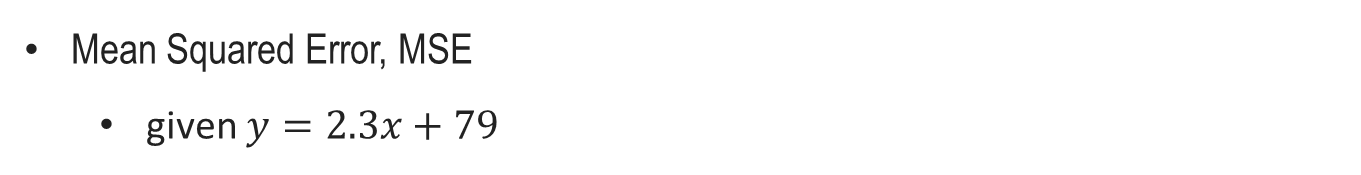 • Mean Squared Error, MSE
• given y = 2.3x + 79